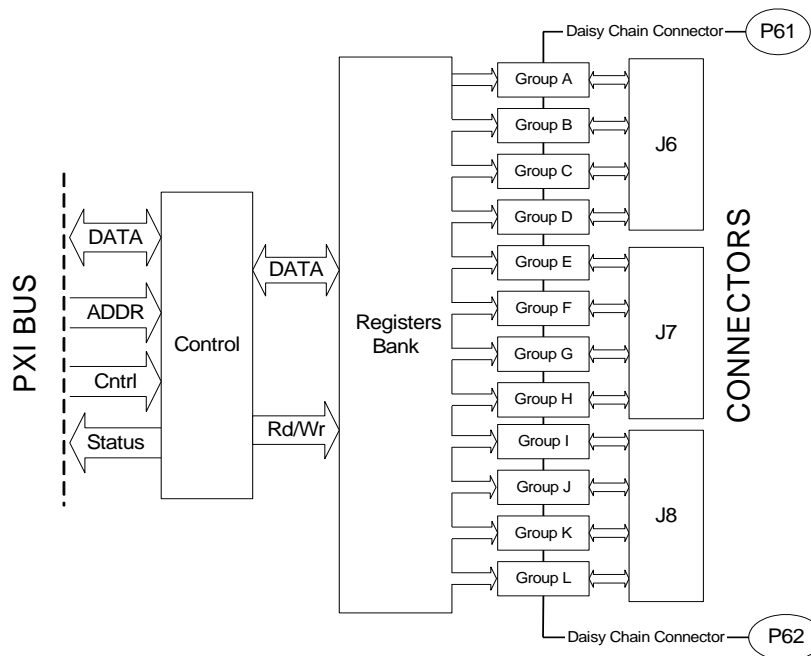 Daisy Chain Connector
P61
Group A
Group B
Group C
Group D
J6
Group E
Group F
Group G
Group H
J7
Group I
Group J
Group K
Group L
J8
CONNECTORS
PXI BUS
DATA
ADDR
Cntrl
Status
Control
DATA
Rd/Wr
Registers
Bank
Daisy Chain Connector
P62